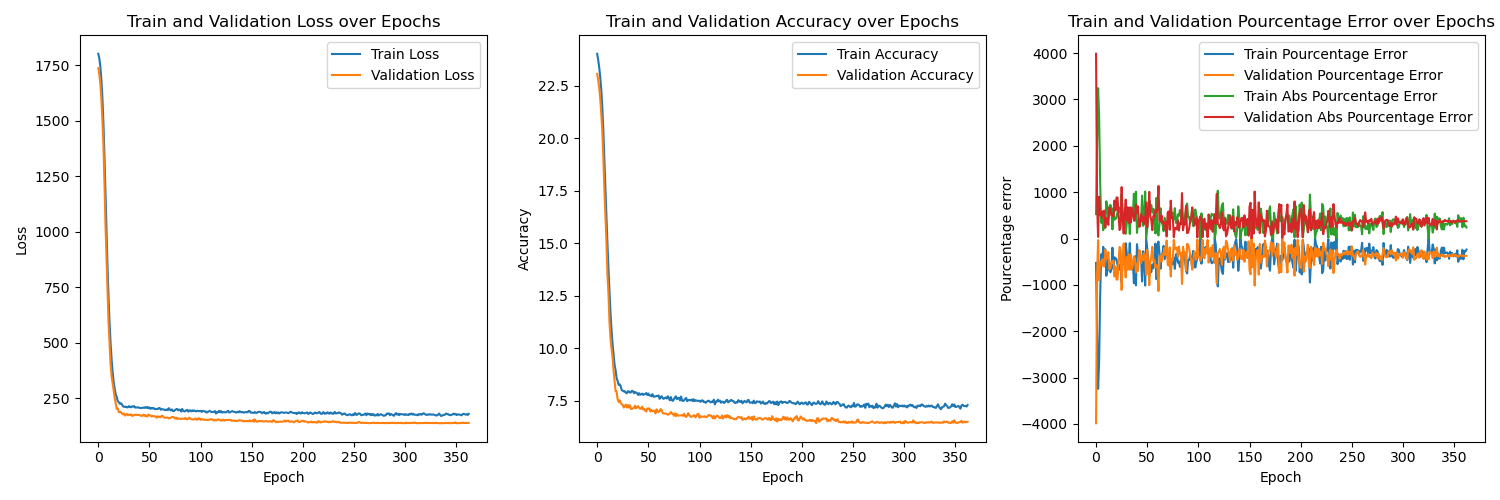 Train and Validation Loss over Epochs
Train Loss
Validation Loss
1750
1500
1250
1000
750
500
250
Loss
0 50 100 150 200 250 300 350
Epoch
Train and Validation Accuracy over Epochs
Train Accuracy
Validation Accuracy
22.5
20.0
17.5
15.0
12.5
10.0
7.5
Accuracy
0 50 100 150 200 250 300 350
Epoch
Train and Validation Pourcentage Error over Epochs
Train Pourcentage Error
Validation Pourcentage Error
Train Abs Pourcentage Error
Validation Abs Pourcentage Error
4000
3000
2000
1000
0
−1000
−2000
−3000
−4000
Pourcentage error
0 50 100 150 200 250 300 350
Epoch